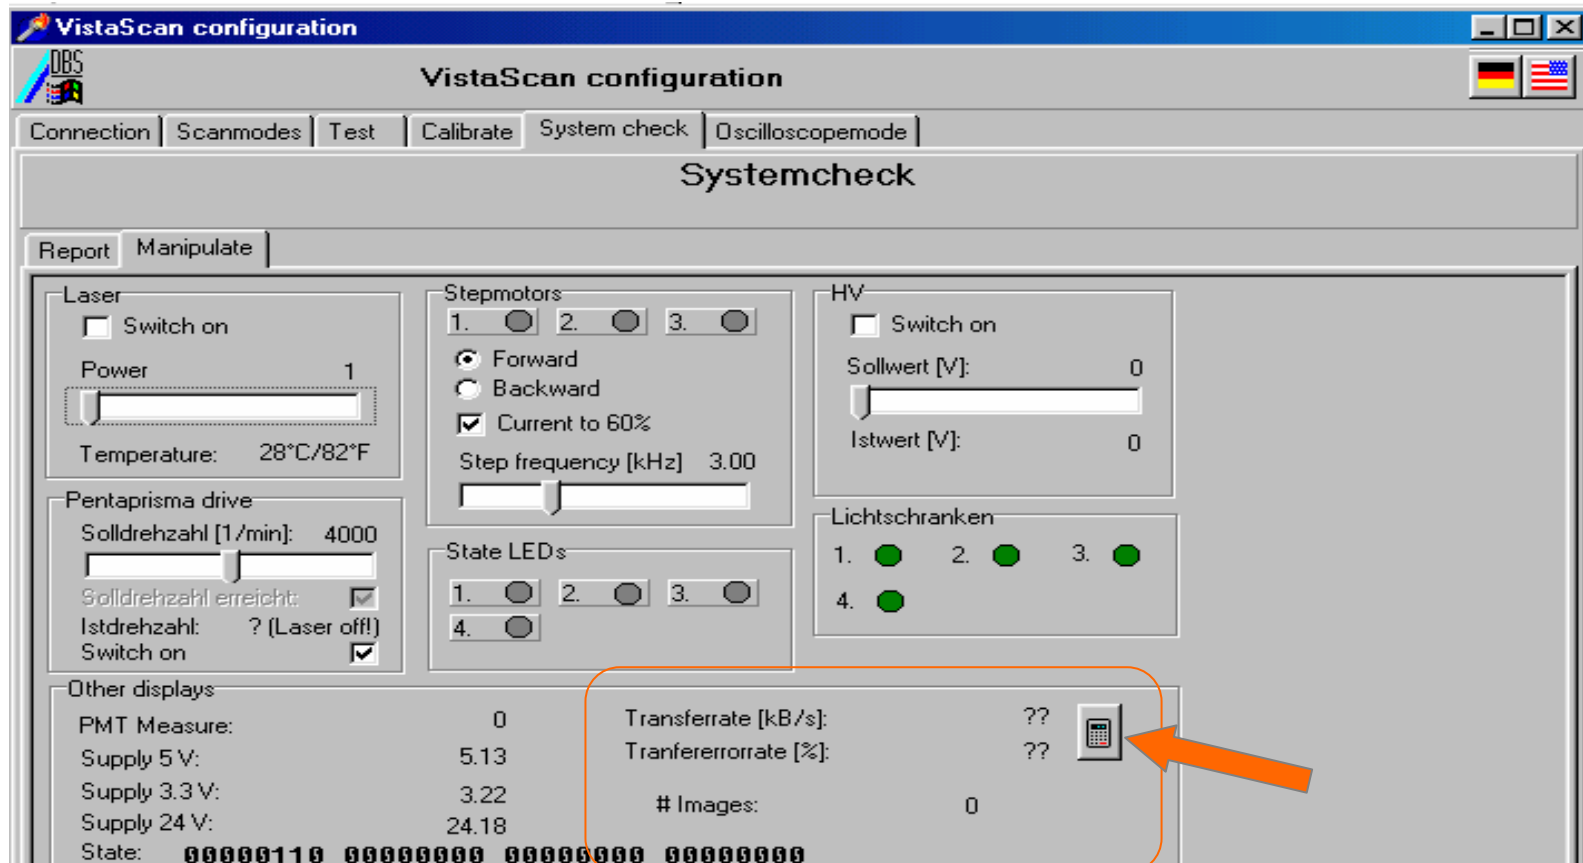 VistaScan configuration
DBS
VistaScan configuration
Connection Scanmodes Test Calibrate System check Oscilloscopemode
Systemcheck
Report Manipulate
Laser
Switch on
Power 1
Temperature: 28°C/82°F
Stepmotors
1. 2. 3.
Forward
Backward
Current to 60%
Step frequency [kHz] 3.00
HV
Switch on
Sollwert [V]: 0
Istwert [V]: 0
Pentaprisma drive
Solldrehzahl [1/min]: 4000
Solldrehzahl erreicht:
Istdrehzahl: ? (Laser off!)
Switch on
State LEDs
1. 2. 3.
4.
Lichtschranken
1. 2. 3.
4.
Other displays
PMT Measure: 0
Supply 5 V: 5.13
Supply 3.3 V: 3.22
Supply 24 V: 24.18
State: 00000110 00000000 00000000 00000000
Transferrate [kB/s]: ??
Tranfererrorrate [%]: ??
# Images: 0